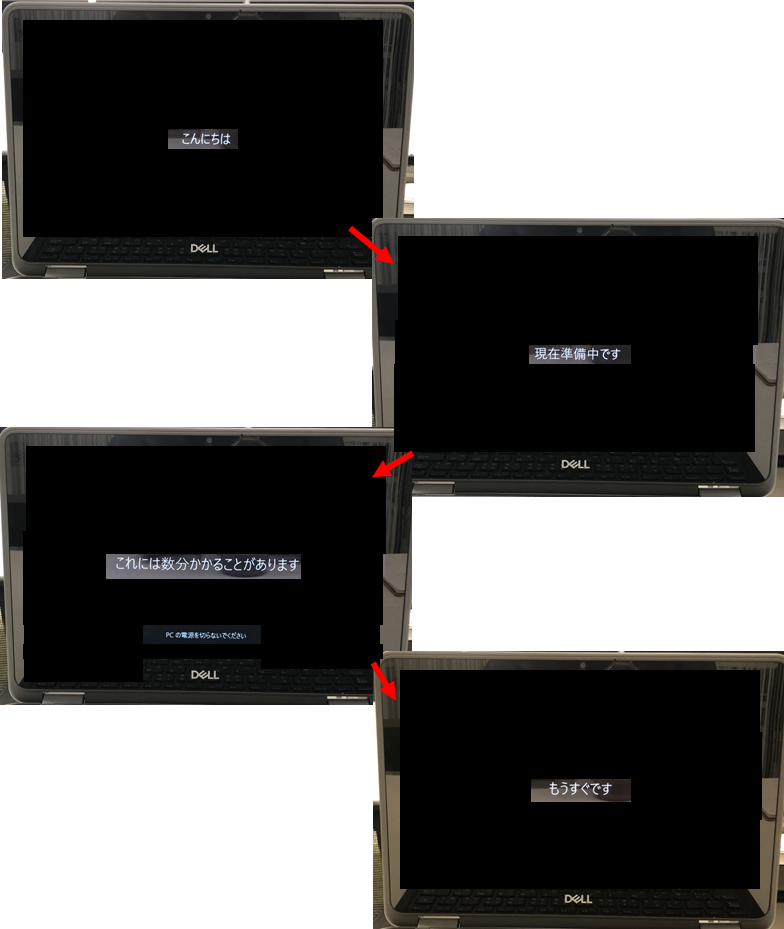 こんにちは
DELL
現在準備中です
DELL
これには数分かかることがあります
PC の電源を切らないでください
DELL
もうすぐです
DELL